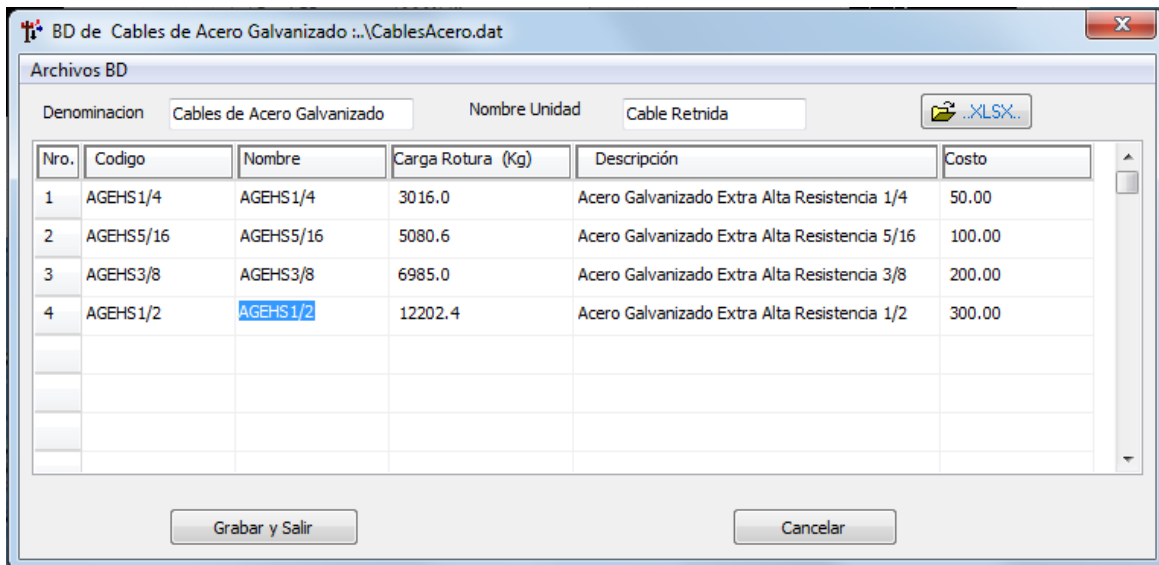 BD de  Cables de Acero Galvanizado :..\CablesAcero.dat
Archivos BD
Denominacion Cables de Acero Galvanizado Nombre Unidad Cable Retnida ..XLSX..
Nro. Codigo Nombre Carga Rotura (Kg) Descripción Costo
1 AGEHS1/4 AGEHS1/4 3016.0 Acero Galvanizado Extra Alta Resistencia 1/4 50.00
2 AGEHS5/16 AGEHS5/16 5080.6 Acero Galvanizado Extra Alta Resistencia 5/16 100.00
3 AGEHS3/8 AGEHS3/8 6985.0 Acero Galvanizado Extra Alta Resistencia 3/8 200.00
4 AGEHS1/2 AGEHS1/2 12202.4 Acero Galvanizado Extra Alta Resistencia 1/2 300.00
Grabar y Salir Cancelar